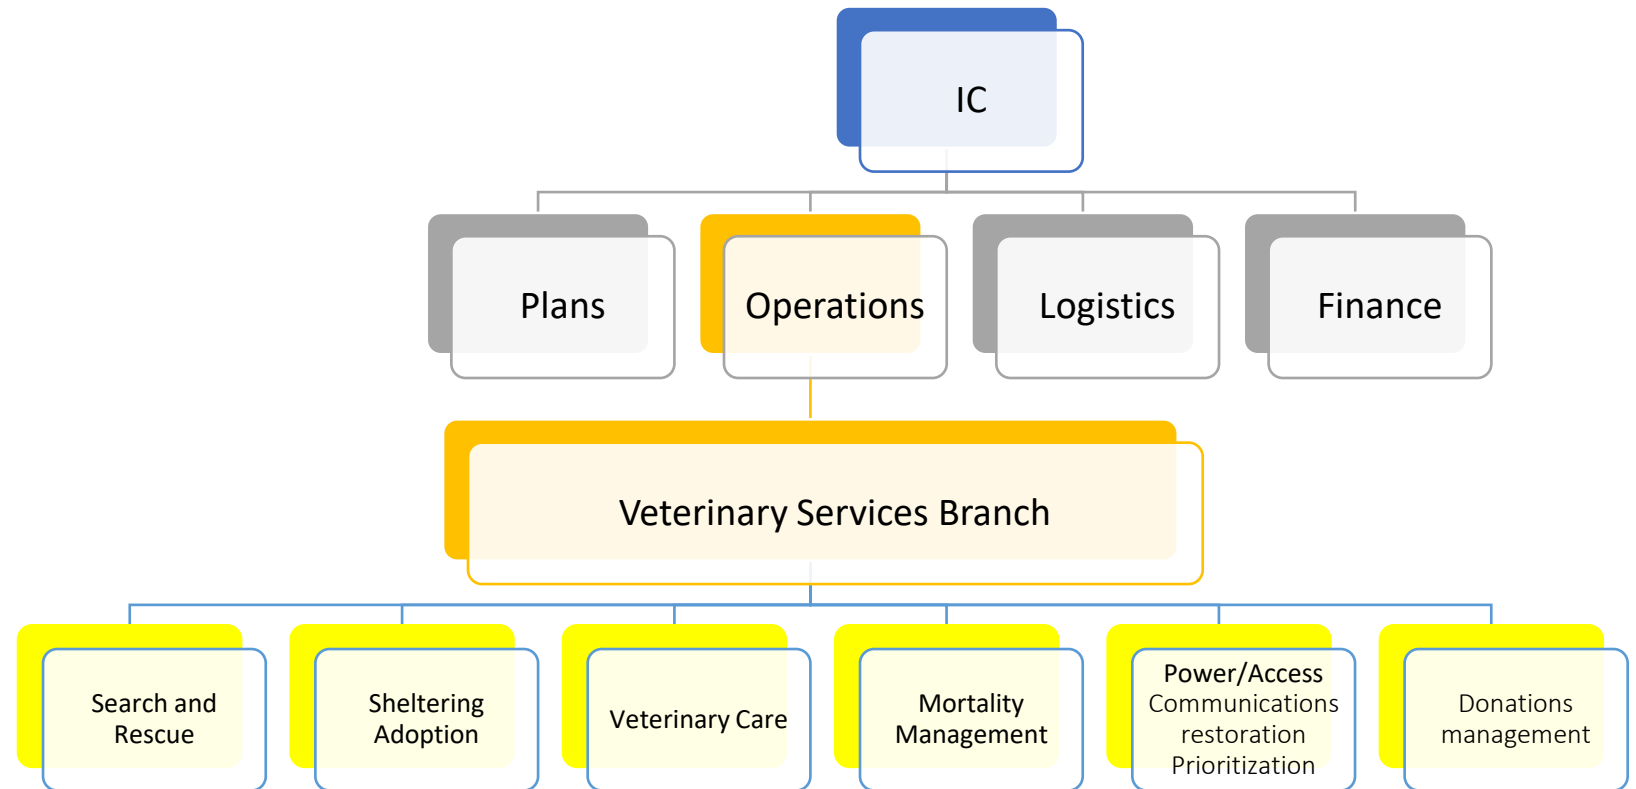 IC
Plans
Operations
Logistics
Finance
Veterinary Services Branch
Search and
Rescue
Sheltering
Adoption
Veterinary Care
Mortality
Management
Power/Access
Communications
restoration
Prioritization
Donations
management